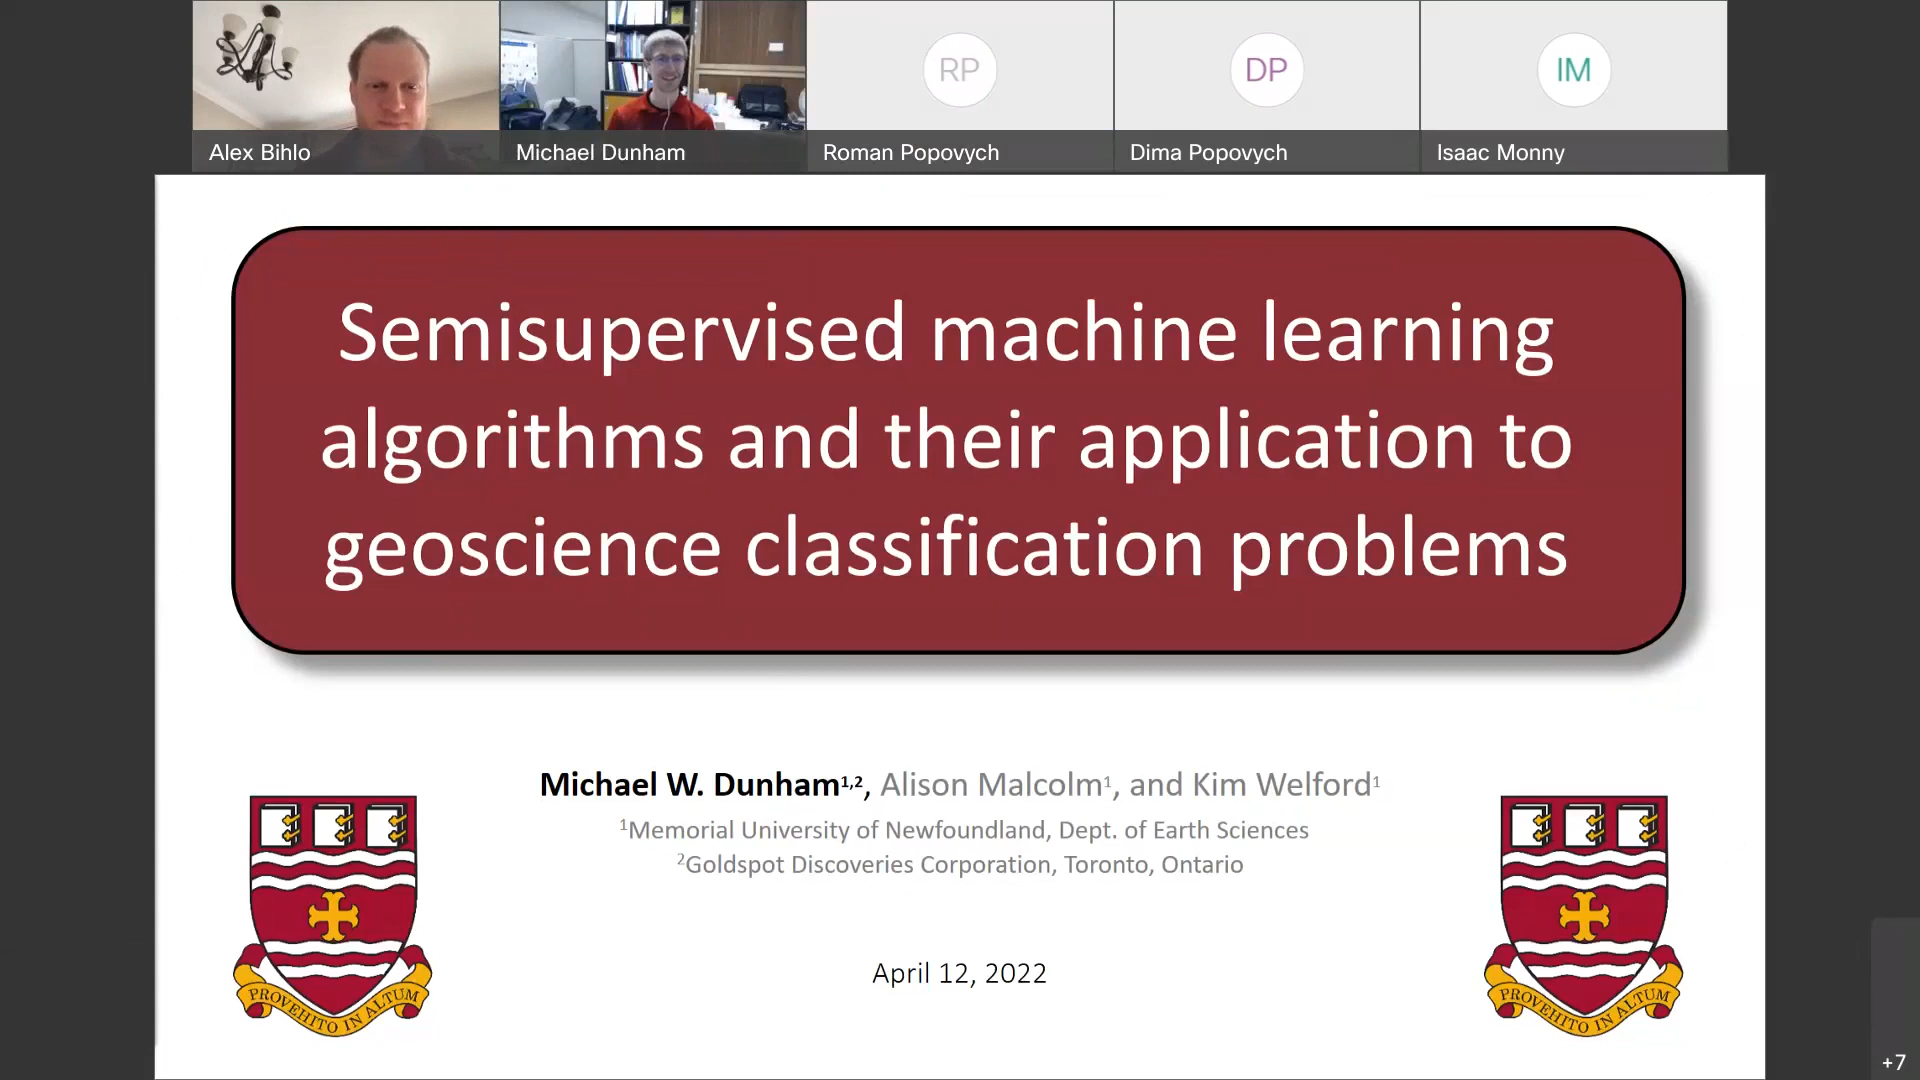 RP
DP
IM
Alex Bihlo
Michael Dunham
Roman Popovych
Dima Popovych
Isaac Monny
Semisupervised machine learning
algorithms and their application to
geoscience classification problems
Michael W. Dunham1,2, Alison Malcolm1, and Kim Welford1
1Memorial University of Newfoundland, Dept. of Earth Sciences
2Goldspot Discoveries Corporation, Toronto, Ontario
April 12, 2022
PROVEHITO IN ALTUM
PROVEHITO IN ALTUM
+7